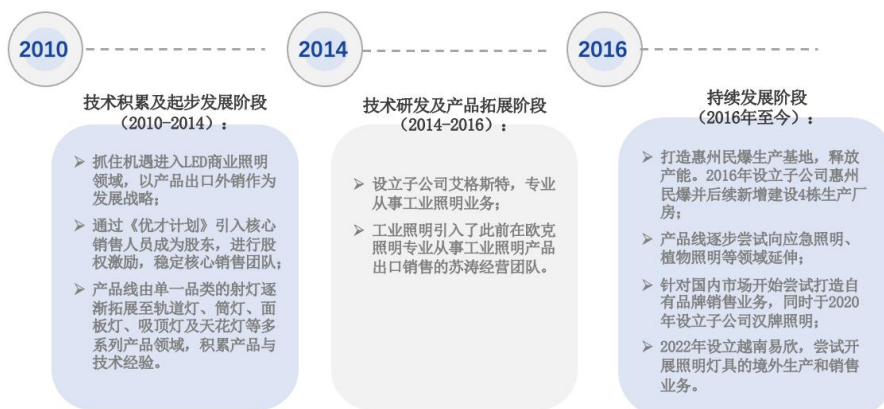 2010
2014
2016
技术积累及起步发展阶段
（2010-2014）：
➢ 抓住机遇进入LED商业照明
领域，以产品出口外销作为
发展战略；
➢ 通过《优才计划》引入核心
销售人员成为股东，进行股
权激励，稳定核心销售团队；
➢ 产品线由单一品类的射灯逐
渐拓展至轨道灯、筒灯、面
板灯、吸顶灯及天花灯等多
系列产品领域，积累产品与
技术经验。
技术研发及产品拓展阶段
（2014-2016）：
➢ 设立子公司艾格斯特，专业
从事工业照明业务；
➢ 工业照明引入了此前在欧克
照明专业从事工业照明产品
出口销售的苏涛经营团队。
持续发展阶段
（2016年至今）：
➢ 打造惠州民爆生产基地，释放
产能。2016年设立子公司惠州
民爆并后续新增建设4栋生产厂
房；
➢ 产品线逐步尝试向应急照明、
植物照明等领域延伸；
➢ 针对国内市场开始尝试打造自
有品牌销售业务，同时于2020
年设立子公司汉牌照明；
➢ 2022年设立越南易欣，尝试开
展照明灯具的境外生产和销售
业务。